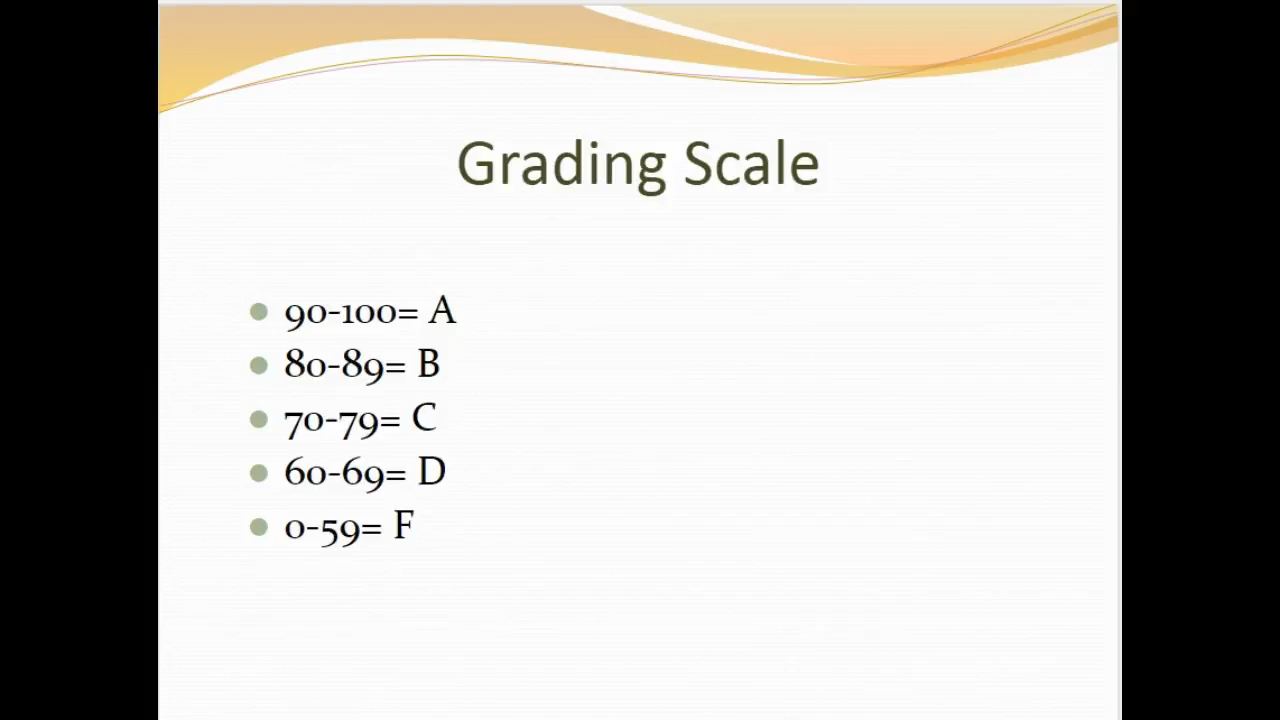 Grading Scale
90-100= A
80-89= B
70-79= C
60-69= D
0-59= F